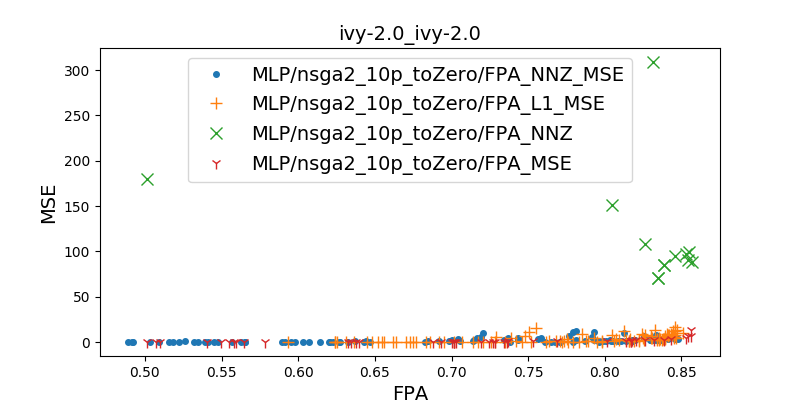 ivy-2.0_ivy-2.0
MLP/nsga2_10p_toZero/FPA_NNZ_MSE
MLP/nsga2_10p_toZero/FPA_L1_MSE
MLP/nsga2_10p_toZero/FPA_NNZ
MLP/nsga2_10p_toZero/FPA_MSE
MSE
300
250
200
150
100
50
0
0.50 0.55 0.60 0.65 0.70 0.75 0.80 0.85
FPA